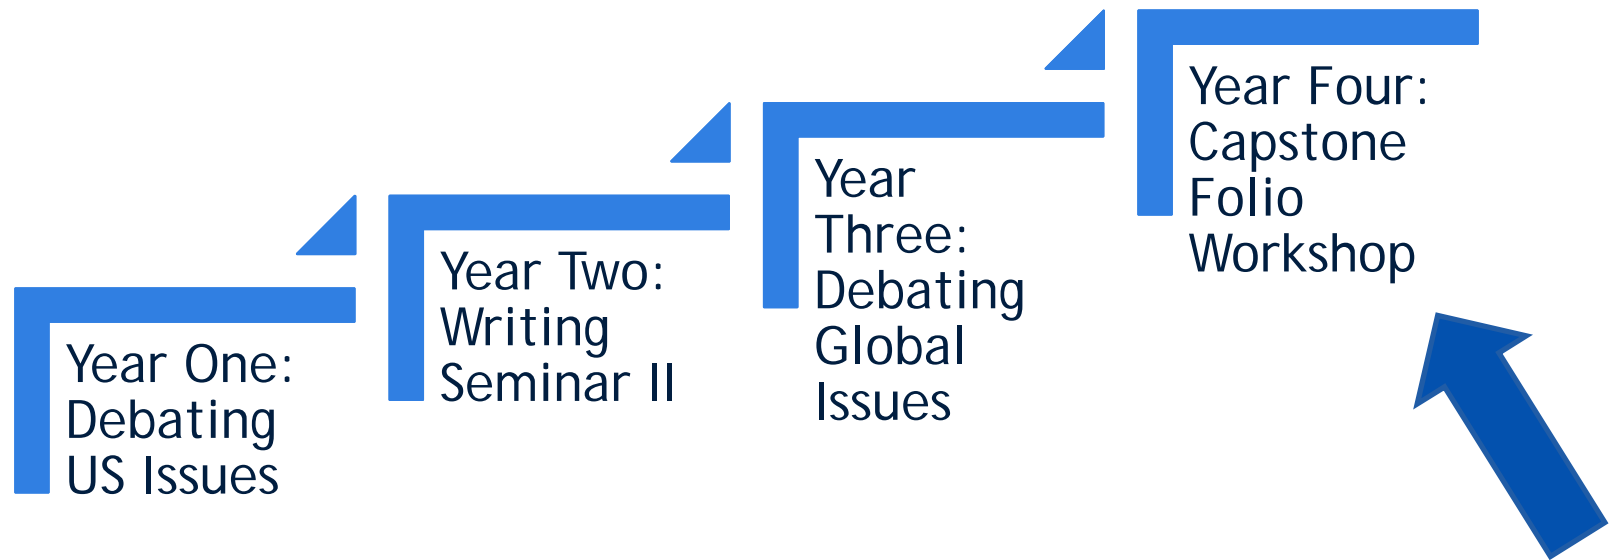 Year One:
Debating
US Issues
Year Two:
Writing
Seminar II
Year
Three:
Debating
Global
Issues
Year Four:
Capstone
Folio
Workshop